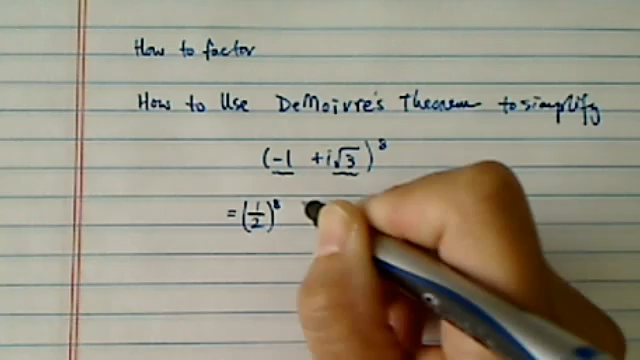 How to factor
How to Use DeMoivre's Theorem to simplify
(-1 + i√3)⁸
= (1/2)⁸